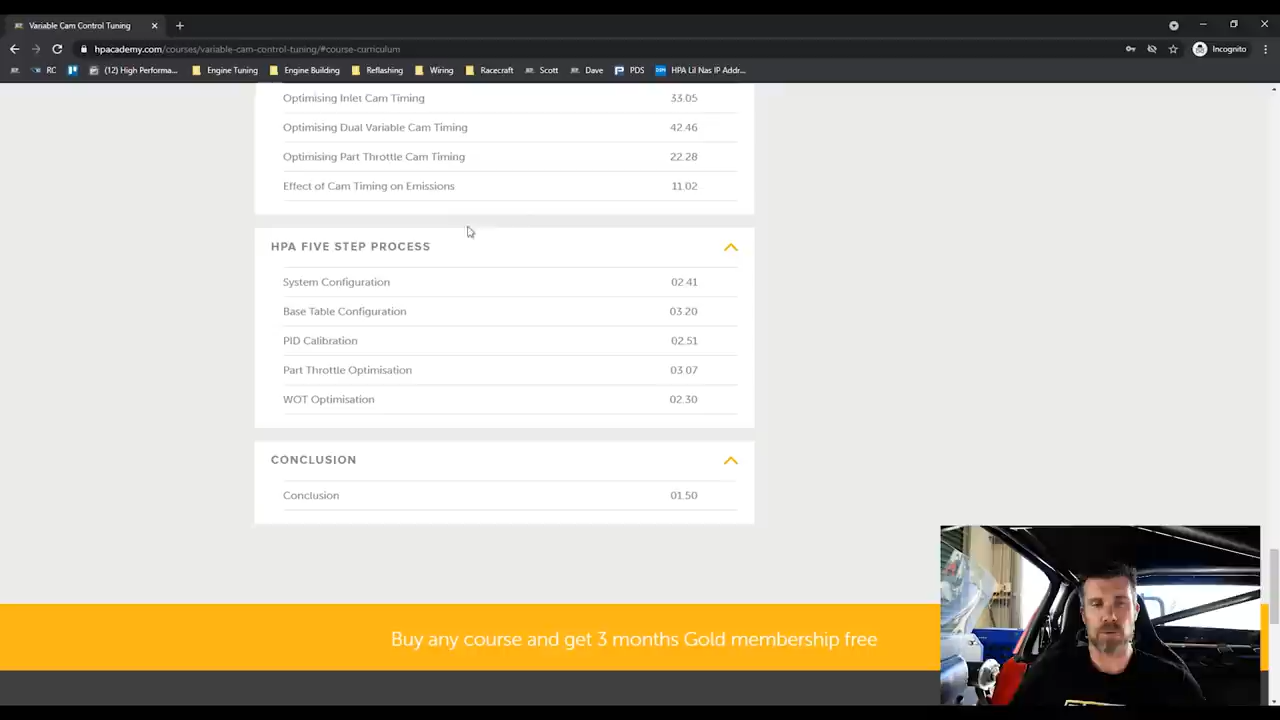 Variable Cam Control Tuning
hpacademy.com/courses/variable-cam-control-tuning/#course-curriculum
Incognito
RC
(12) High Performa...
Engine Tuning
Engine Building
Reflashing
Wiring
Racecraft
Scott
Dave
PDS
HPA Lil Nas IP Addr...
Optimising Inlet Cam Timing 33.05
Optimising Dual Variable Cam Timing 42.46
Optimising Part Throttle Cam Timing 22.28
Effect of Cam Timing on Emissions 11.02
HPA FIVE STEP PROCESS
System Configuration 02.41
Base Table Configuration 03.20
PID Calibration 02.51
Part Throttle Optimisation 03.07
WOT Optimisation 02.30
CONCLUSION
Conclusion 01.50
Buy any course and get 3 months Gold membership free